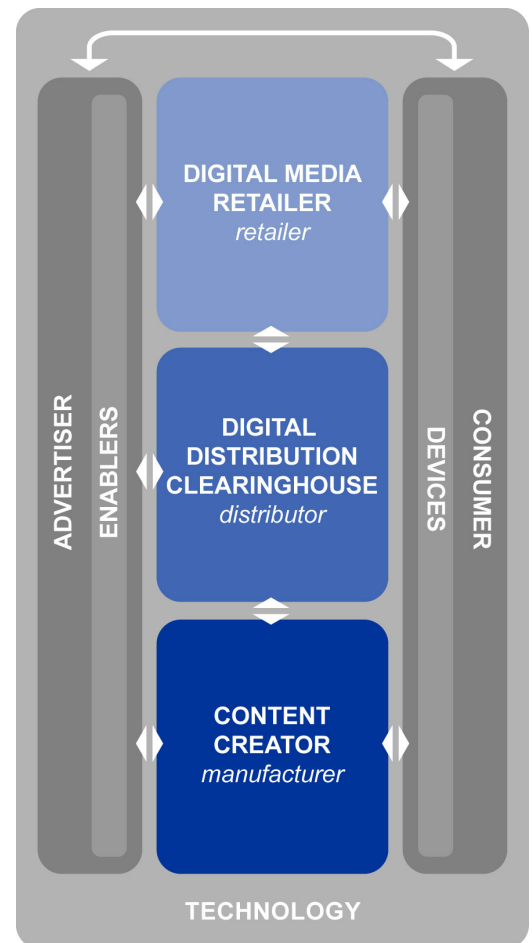 DIGITAL MEDIA
RETAILER
retailer
ADVERTISER
ENABLERS
DIGITAL
DISTRIBUTION
CLEARINGHOUSE
distributor
DEVICES
CONSUMER
CONTENT
CREATOR
manufacturer
TECHNOLOGY